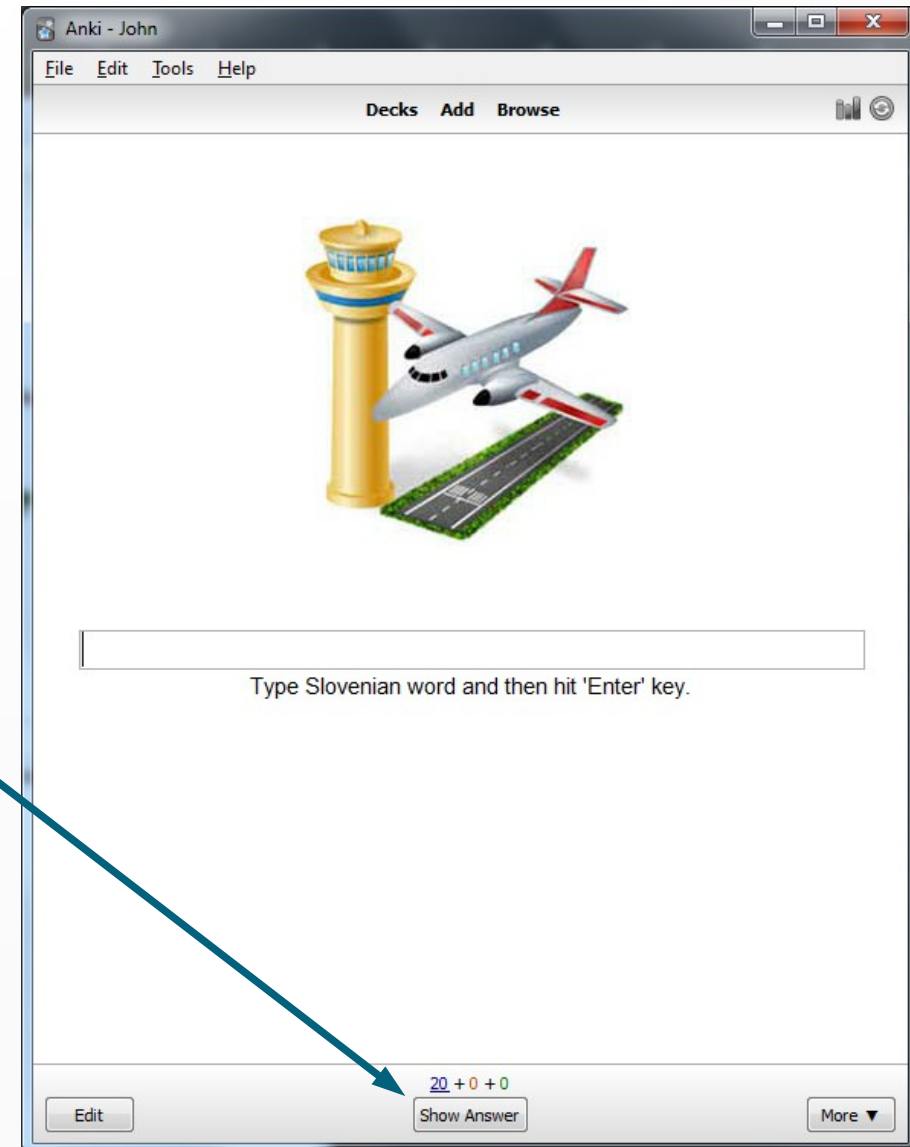 Anki - John
File Edit Tools Help
Decks Add Browse
Type Slovenian word and then hit 'Enter' key.
20 + 0 + 0
Edit Show Answer More ▼